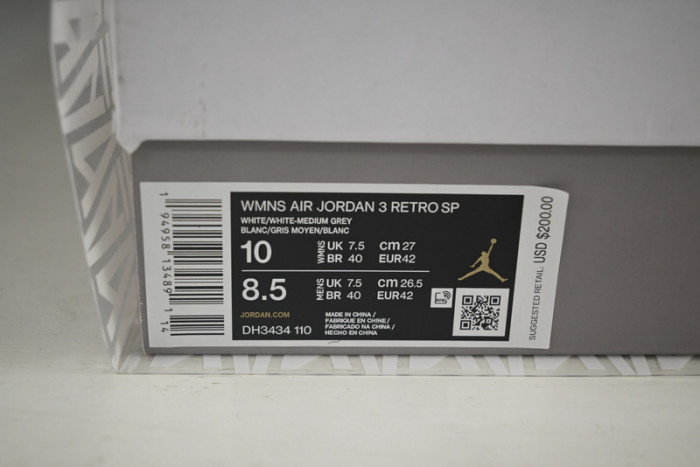 WMNS AIR JORDAN 3 RETRO SP
WHITE/WHITE-MEDIUM GREY
BLANC/GRIS MOYEN/BLANC
10 WMNS UK 7.5 cm 27
BR 40 EUR42
8.5 MENS UK 7.5 cm 26.5
BR 40 EUR42
JORDAN.COM
DH3434 110
MADE IN CHINA /
FABRIQUE EN CHINE /
FABRICADO NA CHINA /
HECHO EN CHINA
SUGGESTED RETAIL: USD $200.00
1 94958 13489 1 14